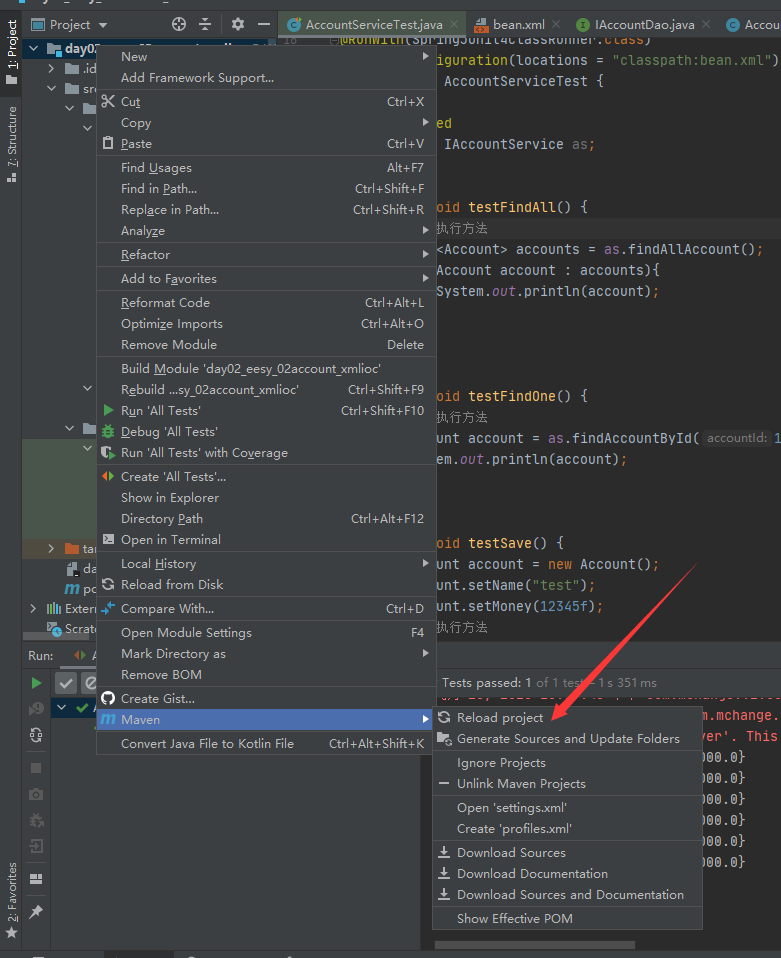 Project
AccountServiceTest.java
bean.xml
IAccountDao.java
Accou
1: Project
7: Structure
2: Favorites
day02
.id
src
tar
da
po
Extern
Scratc
New
Add Framework Support...
Cut Ctrl+X
Copy
Paste Ctrl+V
Find Usages Alt+F7
Find in Path... Ctrl+Shift+F
Replace in Path... Ctrl+Shift+R
Analyze
Refactor
Add to Favorites
Reformat Code Ctrl+Alt+L
Optimize Imports Ctrl+Alt+O
Remove Module Delete
Build Module 'day02_eesy_02account_xmlioc'
Rebuild ...sy_02account_xmlioc' Ctrl+Shift+F9
Run 'All Tests' Ctrl+Shift+F10
Debug 'All Tests'
Run 'All Tests' with Coverage
Create 'All Tests'...
Show in Explorer
Directory Path Ctrl+Alt+F12
Open in Terminal
Local History
Reload from Disk
Compare With... Ctrl+D
Open Module Settings F4
Mark Directory as
Remove BOM
Create Gist...
Maven
Convert Java File to Kotlin File Ctrl+Alt+Shift+K
@RunWith(SpringJUnit4ClassRunner.class)
iguration(locations = "classpath:bean.xml")
AccountServiceTest {
ed
IAccountService as;
oid testFindAll() {
执行方法
<Account> accounts = as.findAllAccount();
Account account : accounts){
System.out.println(account);
oid testFindOne() {
执行方法
unt account = as.findAccountById( accountId: 1
em.out.println(account);
oid testSave() {
unt account = new Account();
unt.setName("test");
unt.setMoney(12345f);
执行方法
Run:
Tests passed: 1 of 1 test – 1 s 351 ms
m.mchange.
ver'. This
000.0}
000.0}
000.0}
000.0}
000.0}
000.0}
Reload project
Generate Sources and Update Folders
Ignore Projects
Unlink Maven Projects
Open 'settings.xml'
Create 'profiles.xml'
Download Sources
Download Documentation
Download Sources and Documentation
Show Effective POM